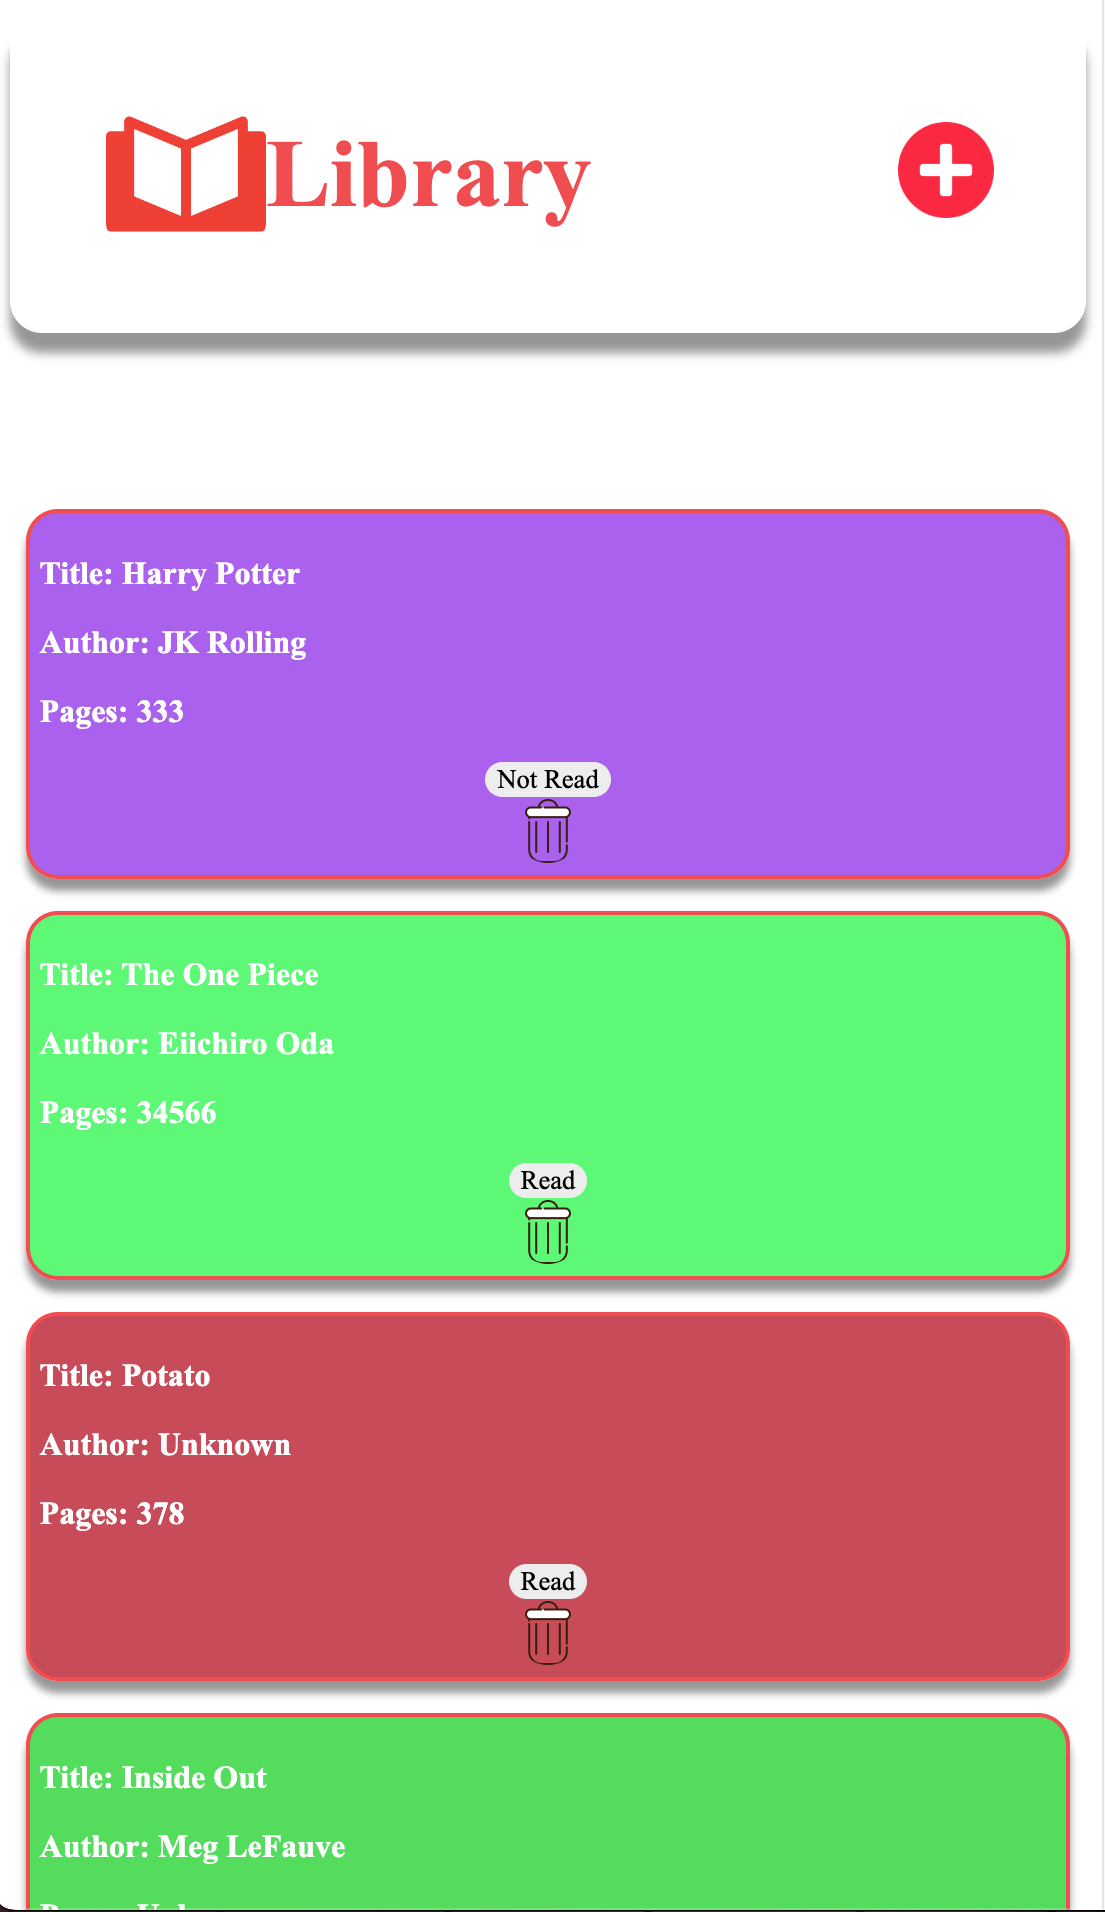 Library
Title: Harry Potter
Author: JK Rolling
Pages: 333
Not Read
Title: The One Piece
Author: Eiichiro Oda
Pages: 34566
Read
Title: Potato
Author: Unknown
Pages: 378
Read
Title: Inside Out
Author: Meg LeFauve